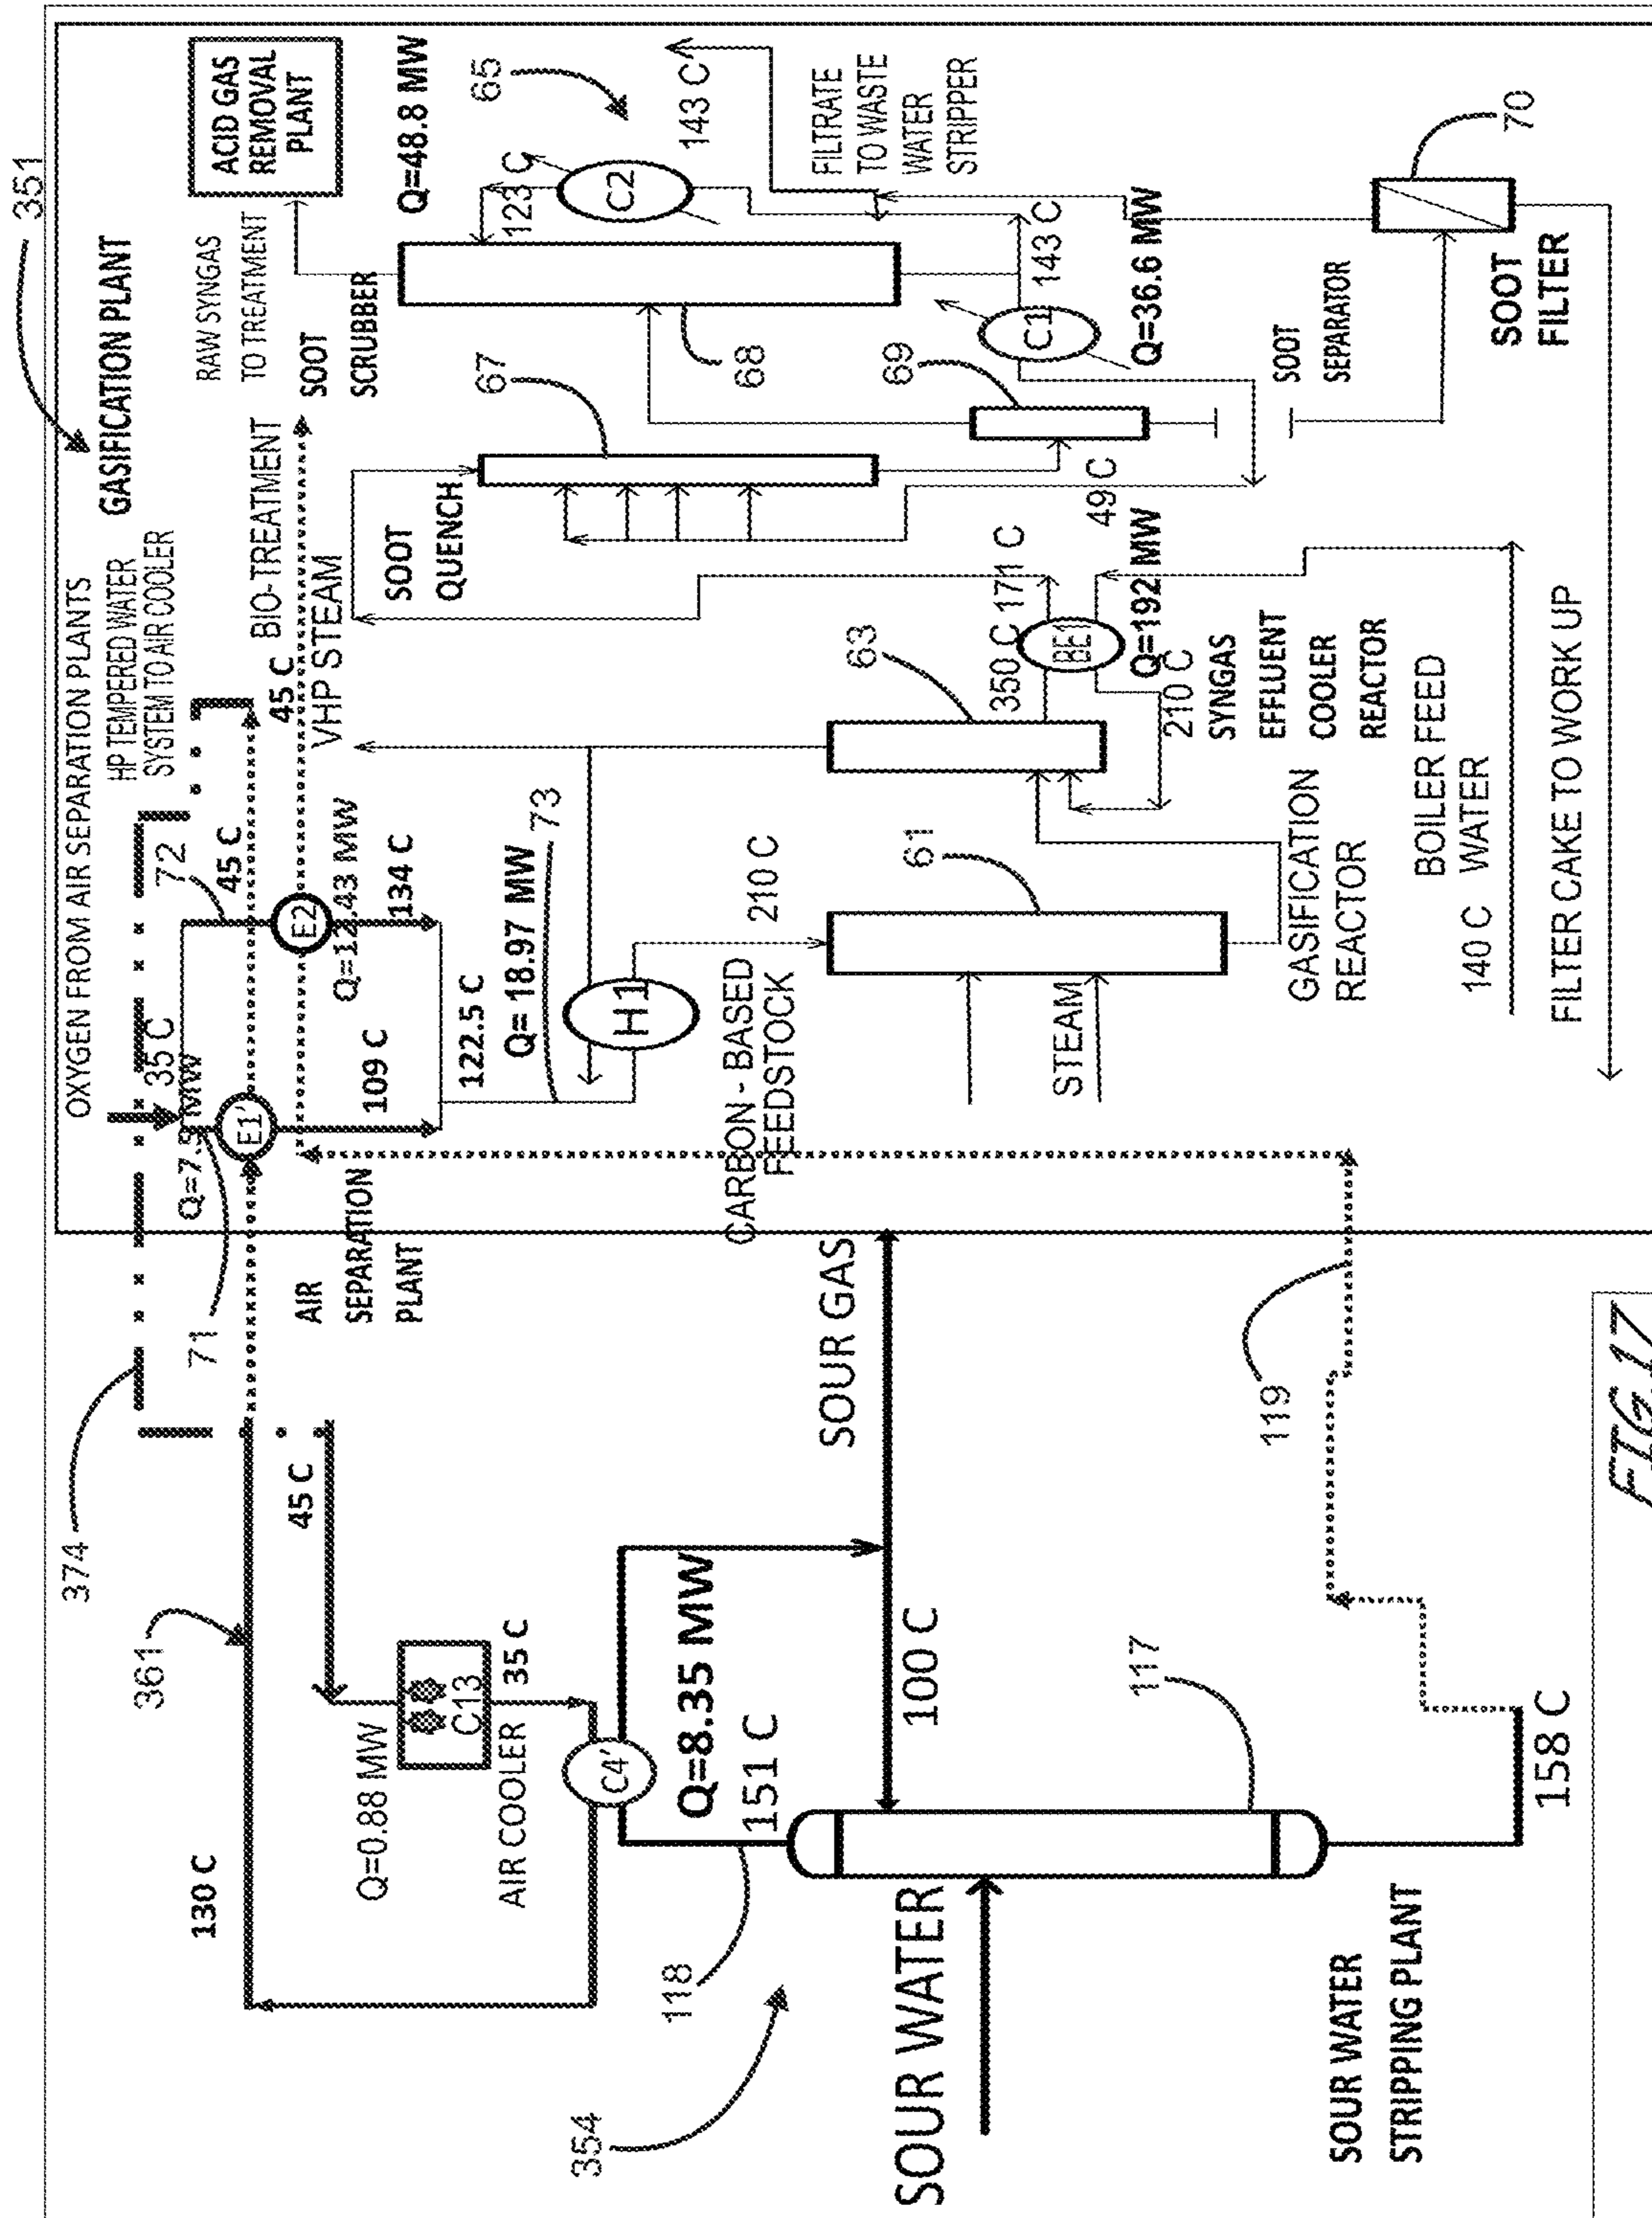 351
GASIFICATION PLANT
OXYGEN FROM AIR SEPARATION PLANTS
HP TEMPERED WATER
SYSTEM TO AIR COOLER
RAW SYNGAS
TO TREATMENT
ACID GAS
REMOVAL
PLANT
374
361
130 C
45 C
71
35 C
72
45 C
E1'
E2
Q=12.43 MW
109 C
134 C
45 C
BIO-TREATMENT
VHP STEAM
SOOT
SCRUBBER
123 C
Q=48.8 MW
C2
65
143 C
FILTRATE
TO WASTE
WATER
STRIPPER
AIR
SEPARATION
PLANT
122.5 C
Q= 18.97 MW
73
H1
210 C
SOOT
QUENCH
67
68
69
C1
143 C
Q=36.6 MW
Q=0.88 MW
C13
AIR COOLER
35 C
C4'
Q=8.35 MW
151 C
118
354
SOUR WATER
100 C
SOUR GAS
117
CARBON - BASED
FEEDSTOCK
STEAM
61
63
350 C
171 C
BE1
49 C
Q=192 MW
210 C
SYNGAS
EFFLUENT
COOLER
REACTOR
GASIFICATION
REACTOR
SOOT
SEPARATOR
70
SOOT
FILTER
BOILER FEED
WATER
140 C
FILTER CAKE TO WORK UP
119
158 C
SOUR WATER
STRIPPING PLANT
FIG.17